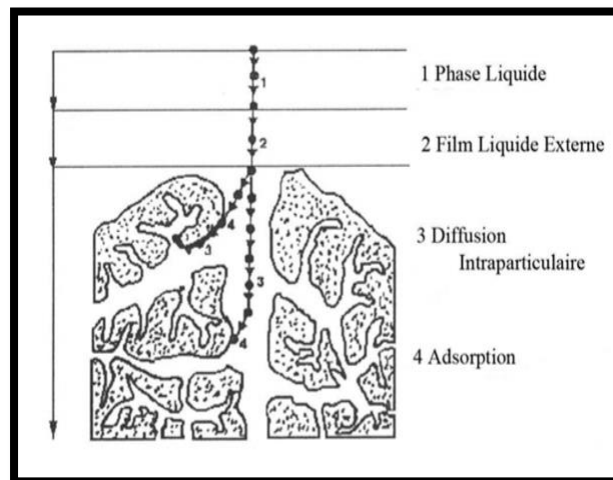 1 Phase Liquide
1
2 Film Liquide Externe
2
3 Diffusion
Intraparticulaire
4
3
3
4 Adsorption
4